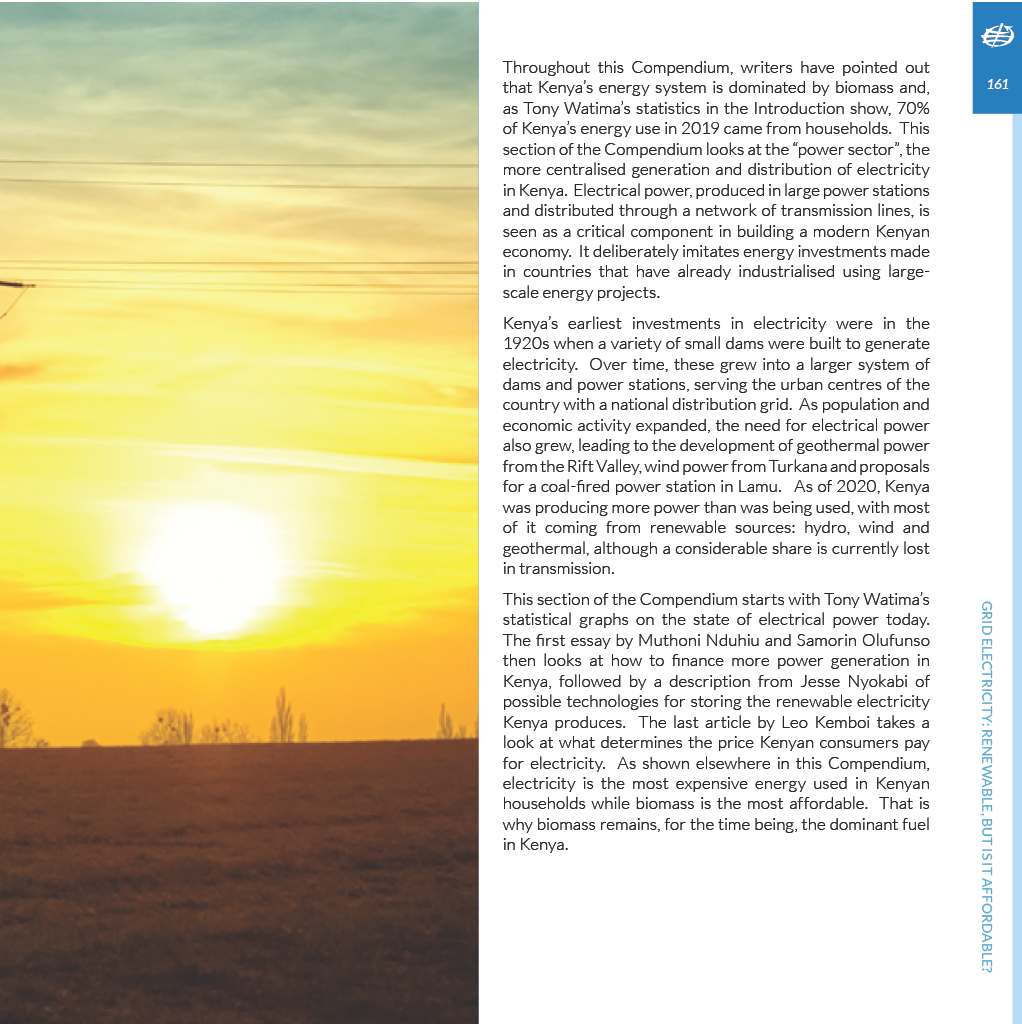 161
Throughout this Compendium, writers have pointed out
that Kenya's energy system is dominated by biomass and,
as Tony Watima's statistics in the Introduction show, 70%
of Kenya's energy use in 2019 came from households. This
section of the Compendium looks at the "power sector", the
more centralised generation and distribution of electricity
in Kenya. Electrical power, produced in large power stations
and distributed through a network of transmission lines, is
seen as a critical component in building a modern Kenyan
economy. It deliberately imitates energy investments made
in countries that have already industrialised using large-
scale energy projects.
Kenya's earliest investments in electricity were in the
1920s when a variety of small dams were built to generate
electricity. Over time, these grew into a larger system of
dams and power stations, serving the urban centres of the
country with a national distribution grid. As population and
economic activity expanded, the need for electrical power
also grew, leading to the development of geothermal power
from the Rift Valley, wind power from Turkana and proposals
for a coal-fired power station in Lamu. As of 2020, Kenya
was producing more power than was being used, with most
of it coming from renewable sources: hydro, wind and
geothermal, although a considerable share is currently lost
in transmission.
This section of the Compendium starts with Tony Watima's
statistical graphs on the state of electrical power today.
The first essay by Muthoni Nduhiu and Samorin Olufunso
then looks at how to finance more power generation in
Kenya, followed by a description from Jesse Nyokabi of
possible technologies for storing the renewable electricity
Kenya produces. The last article by Leo Kemboi takes a
look at what determines the price Kenyan consumers pay
for electricity. As shown elsewhere in this Compendium,
electricity is the most expensive energy used in Kenyan
households while biomass is the most affordable. That is
why biomass remains, for the time being, the dominant fuel
in Kenya.
GRID ELECTRICITY: RENEWABLE, BUT IS IT AFFORDABLE?